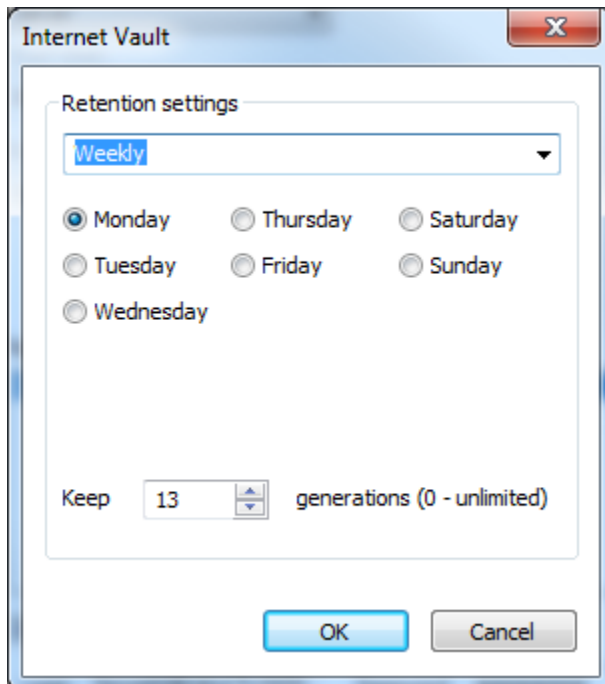 Internet Vault
Retention settings
Weekly
Monday Thursday Saturday
Tuesday Friday Sunday
Wednesday
Keep 13 generations (0 - unlimited)
OK Cancel